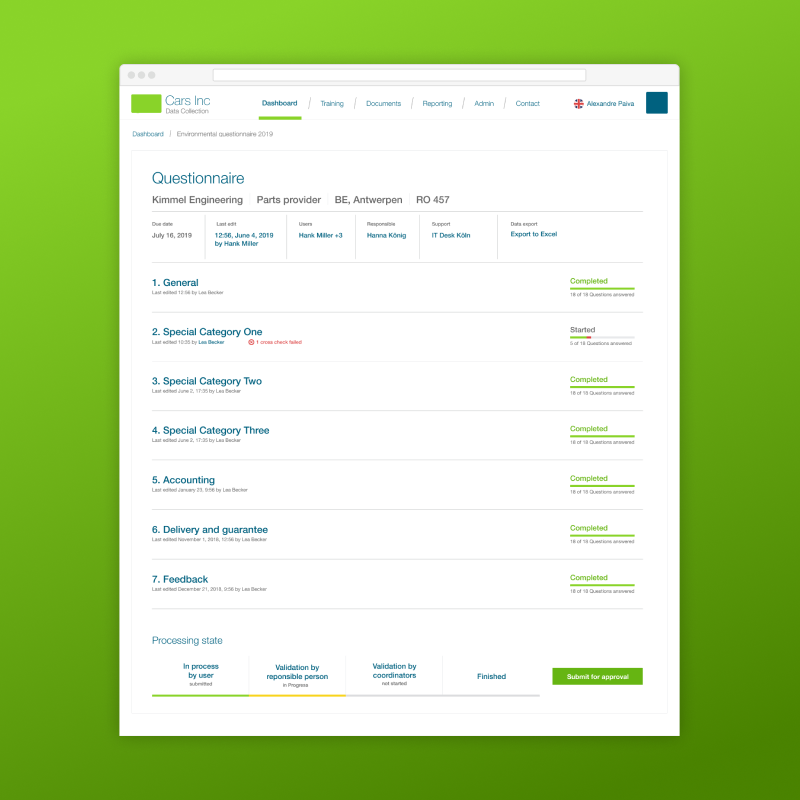 Cars Inc
Data Collection
Dashboard / Training / Documents / Reporting / Admin / Contact
Alexandre Paiva
Dashboard | Environmental questionnaire 2019
Questionnaire
Kimmel Engineering Parts provider BE, Antwerpen RO 457
Due date Last edit Users Responsible Support Data export
July 16, 2019 12:56, June 4, 2019 Hank Miller +3 Hanna König IT Desk Köln Export to Excel
by Hank Miller
1. General Completed
Last edited 12:56 by Lea Becker
18 of 19 Questions answered
2. Special Category One Started
Last edited 10:35 by Lea Becker 1 cross check failed
5 of 18 Questions answered
3. Special Category Two Completed
Last edited June 2, 17:35 by Lea Becker
18 of 19 Questions answered
4. Special Category Three Completed
Last edited June 2, 17:35 by Lea Becker
18 of 19 Questions answered
5. Accounting Completed
Last edited January 23, 9:56 by Lea Becker
18 of 19 Questions answered
6. Delivery and guarantee Completed
Last edited November 1, 2018, 12:56 by Lea Becker
18 of 19 Questions answered
7. Feedback Completed
Last edited December 21, 2018, 9:56 by Lea Becker
18 of 19 Questions answered
Processing state
In process
by user
submitted
Validation by
reponsible person
in Progress
Validation by
coordinators
not started
Finished
Submit for approval